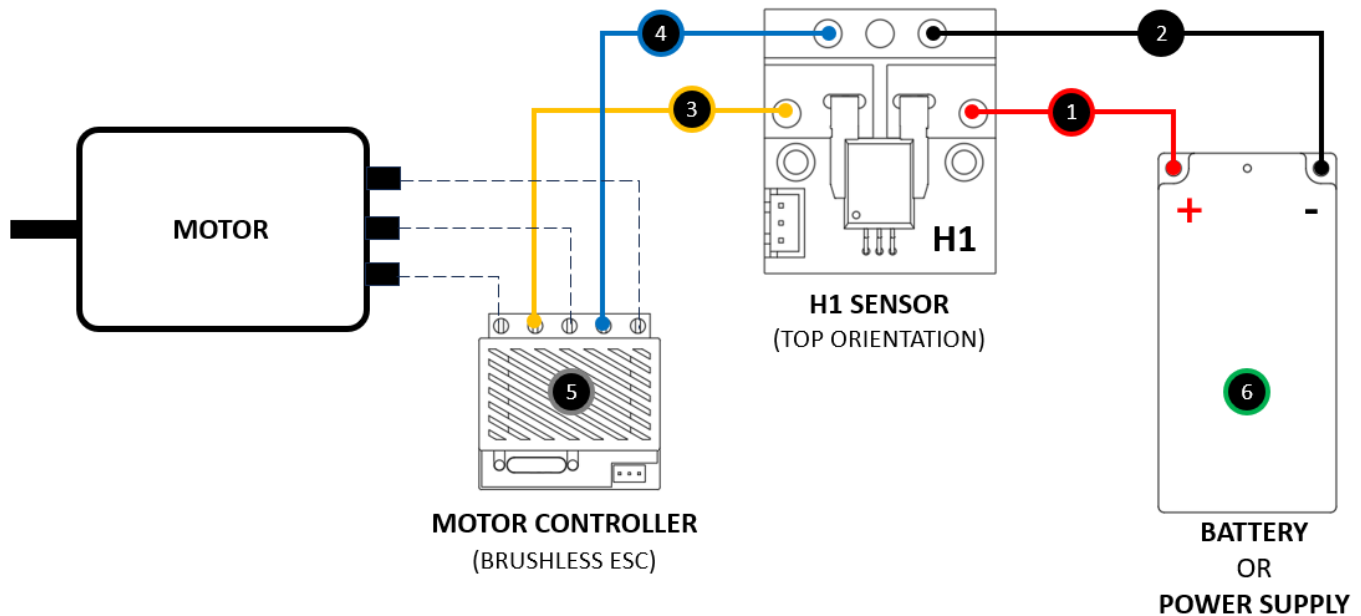 4
2
3
1
MOTOR
+
-
H1
H1 SENSOR
(TOP ORIENTATION)
5
6
MOTOR CONTROLLER
(BRUSHLESS ESC)
BATTERY
OR
POWER SUPPLY